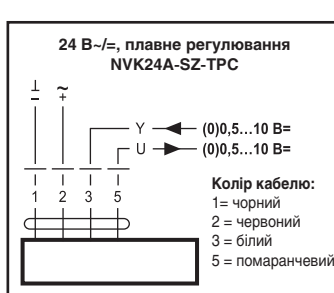 24 В~/=, плавне регулювання
NVK24A-SZ-TPC
⊥ ~
– +
Y (0)0,5...10 В=
U (0)0,5...10 В=
1 2 3 5
Колір кабелю:
1= чорний
2 = червоний
3 = білий
5 = помаранчевий